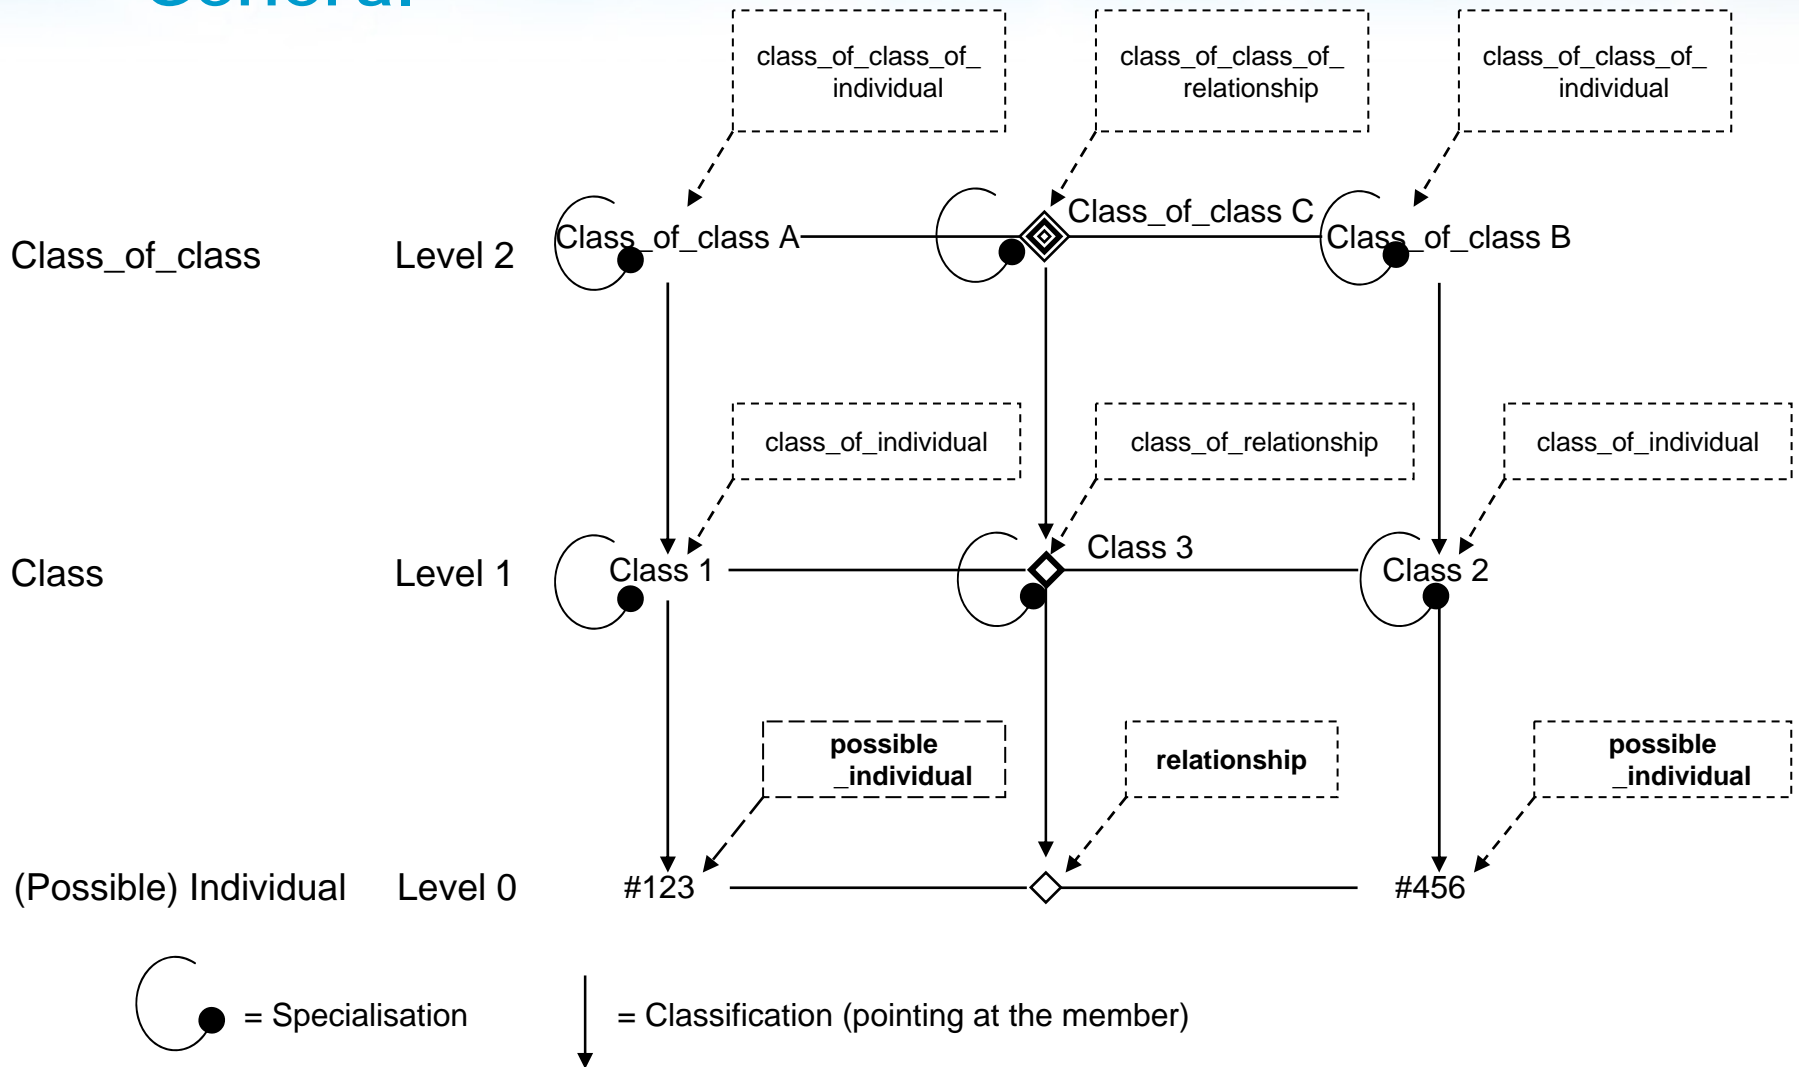 General
class_of_class_of_
individual
class_of_class_of_
relationship
class_of_class_of_
individual
Class_of_class
Level 2
Class_of_class A
Class_of_class C
Class_of_class B
class_of_individual
class_of_relationship
class_of_individual
Class
Level 1
Class 1
Class 3
Class 2
possible
_individual
relationship
possible
_individual
(Possible) Individual
Level 0
#123
#456
= Specialisation
= Classification (pointing at the member)